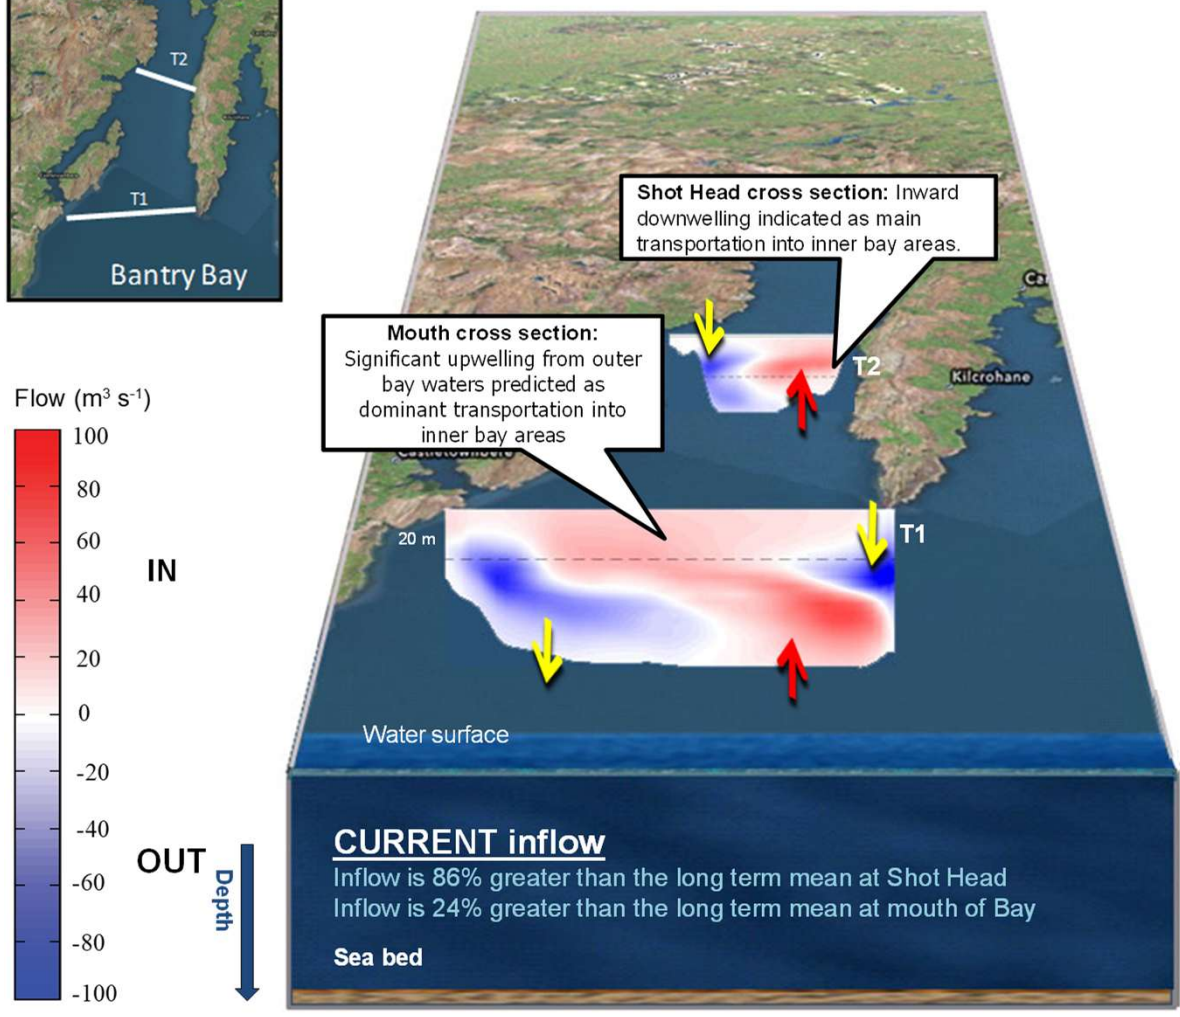 T2
T1
Bantry Bay
Shot Head cross section: Inward
downwelling indicated as main
transportation into inner bay areas.
Mouth cross section:
Significant upwelling from outer
bay waters predicted as
dominant transportation into
inner bay areas
T2
Kilcrohane
Castletownbere
20 m
T1
Flow (m³ s⁻¹)
100
80
60
40
20
0
-20
-40
-60
-80
-100
IN
OUT
Depth
Water surface
CURRENT inflow
Inflow is 86% greater than the long term mean at Shot Head
Inflow is 24% greater than the long term mean at mouth of Bay
Sea bed